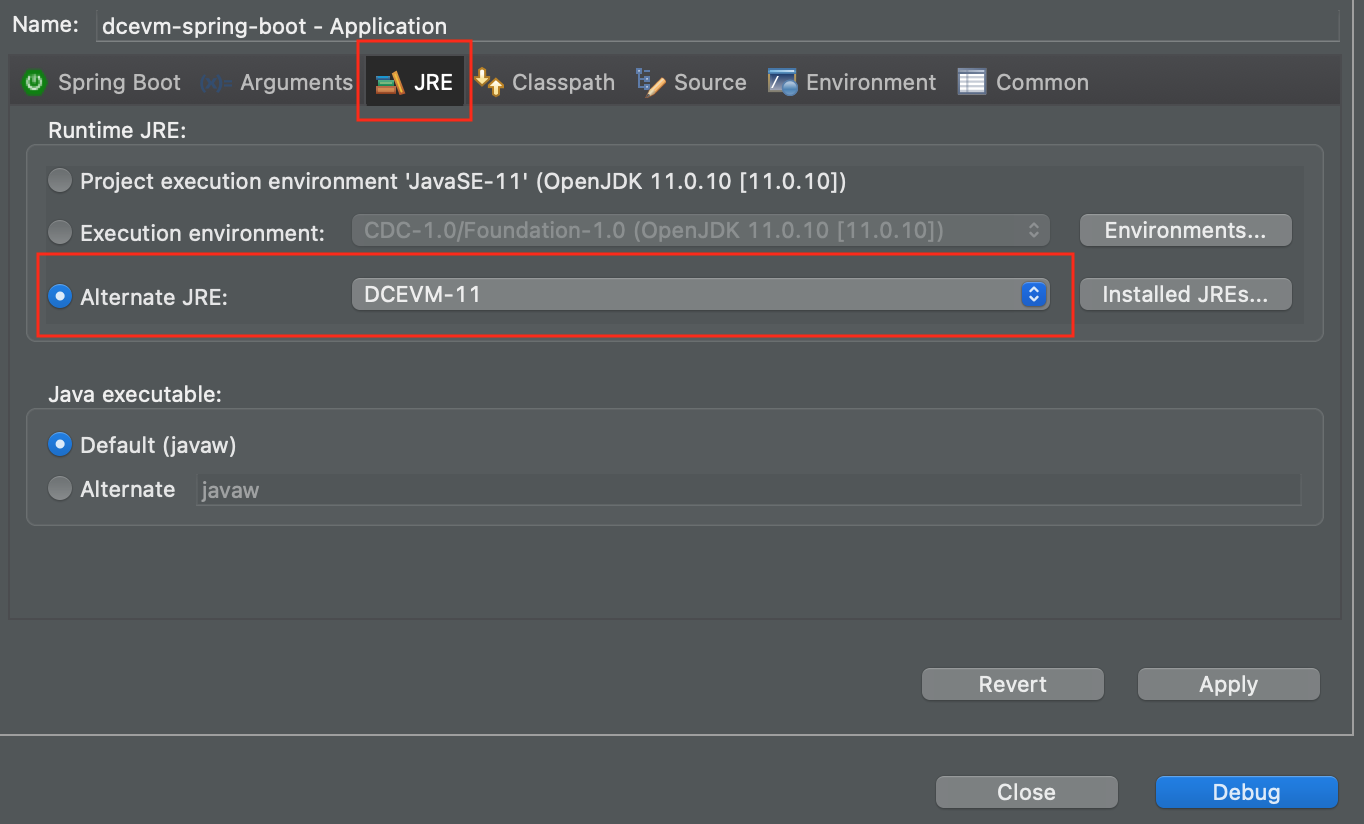 Name: dcevm-spring-boot - Application
Spring Boot (x)= Arguments JRE Classpath Source Environment Common
Runtime JRE:
Project execution environment 'JavaSE-11' (OpenJDK 11.0.10 [11.0.10])
Execution environment: CDC-1.0/Foundation-1.0 (OpenJDK 11.0.10 [11.0.10]) Environments...
Alternate JRE: DCEVM-11 Installed JREs...
Java executable:
Default (javaw)
Alternate javaw
Revert Apply
Close Debug